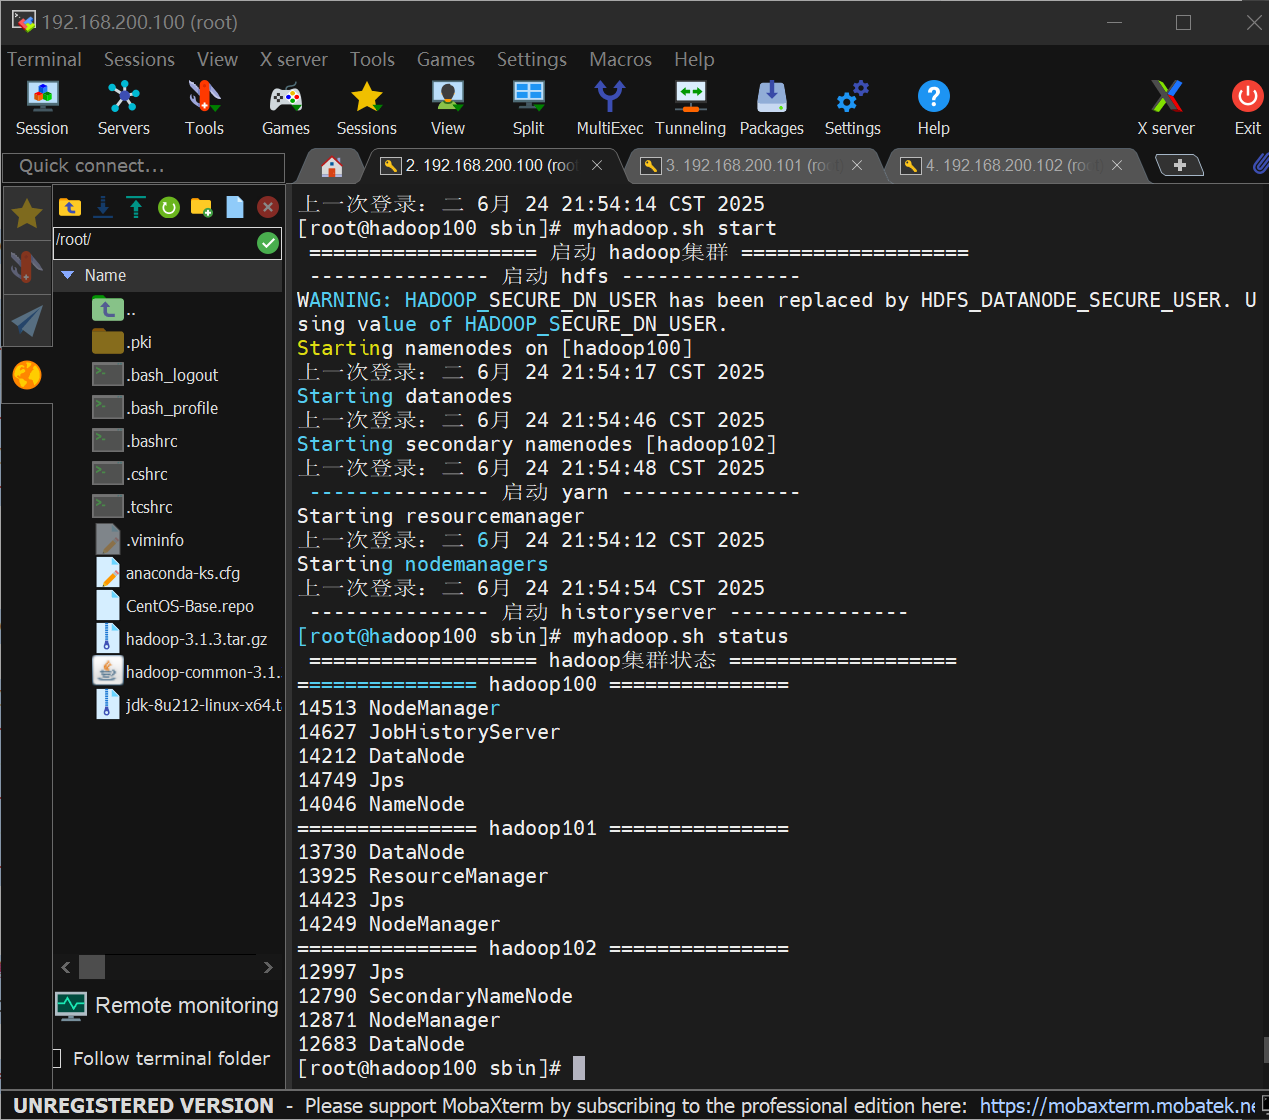 192.168.200.100 (root)
Terminal Sessions View X server Tools Games Settings Macros Help
Session Servers Tools Games Sessions View Split MultiExec Tunneling Packages Settings Help X server Exit
Quick connect...
2. 192.168.200.100 (root
3. 192.168.200.101 (ro
4. 192.168.200.102 (ro
/root/
Name
..
.pki
.bash_logout
.bash_profile
.bashrc
.cshrc
.tcshrc
.viminfo
anaconda-ks.cfg
CentOS-Base.repo
hadoop-3.1.3.tar.gz
hadoop-common-3.1.
jdk-8u212-linux-x64.t
Remote monitoring
Follow terminal folder
上一次登录：二 6月 24 21:54:14 CST 2025
[root@hadoop100 sbin]# myhadoop.sh start
=================== 启动 hadoop集群 ===================
--------------- 启动 hdfs ---------------
WARNING: HADOOP_SECURE_DN_USER has been replaced by HDFS_DATANODE_SECURE_USER. U
sing value of HADOOP_SECURE_DN_USER.
Starting namenodes on [hadoop100]
上一次登录：二 6月 24 21:54:17 CST 2025
Starting datanodes
上一次登录：二 6月 24 21:54:46 CST 2025
Starting secondary namenodes [hadoop102]
上一次登录：二 6月 24 21:54:48 CST 2025
--------------- 启动 yarn ---------------
Starting resourcemanager
上一次登录：二 6月 24 21:54:12 CST 2025
Starting nodemanagers
上一次登录：二 6月 24 21:54:54 CST 2025
--------------- 启动 historyserver ---------------
[root@hadoop100 sbin]# myhadoop.sh status
=================== hadoop集群状态 ===================
=============== hadoop100 ===============
14513 NodeManager
14627 JobHistoryServer
14212 DataNode
14749 Jps
14046 NameNode
=============== hadoop101 ===============
13730 DataNode
13925 ResourceManager
14423 Jps
14249 NodeManager
=============== hadoop102 ===============
12997 Jps
12790 SecondaryNameNode
12871 NodeManager
12683 DataNode
[root@hadoop100 sbin]#
UNREGISTERED VERSION - Please support MobaXterm by subscribing to the professional edition here: https://mobaxterm.mobatek.ne